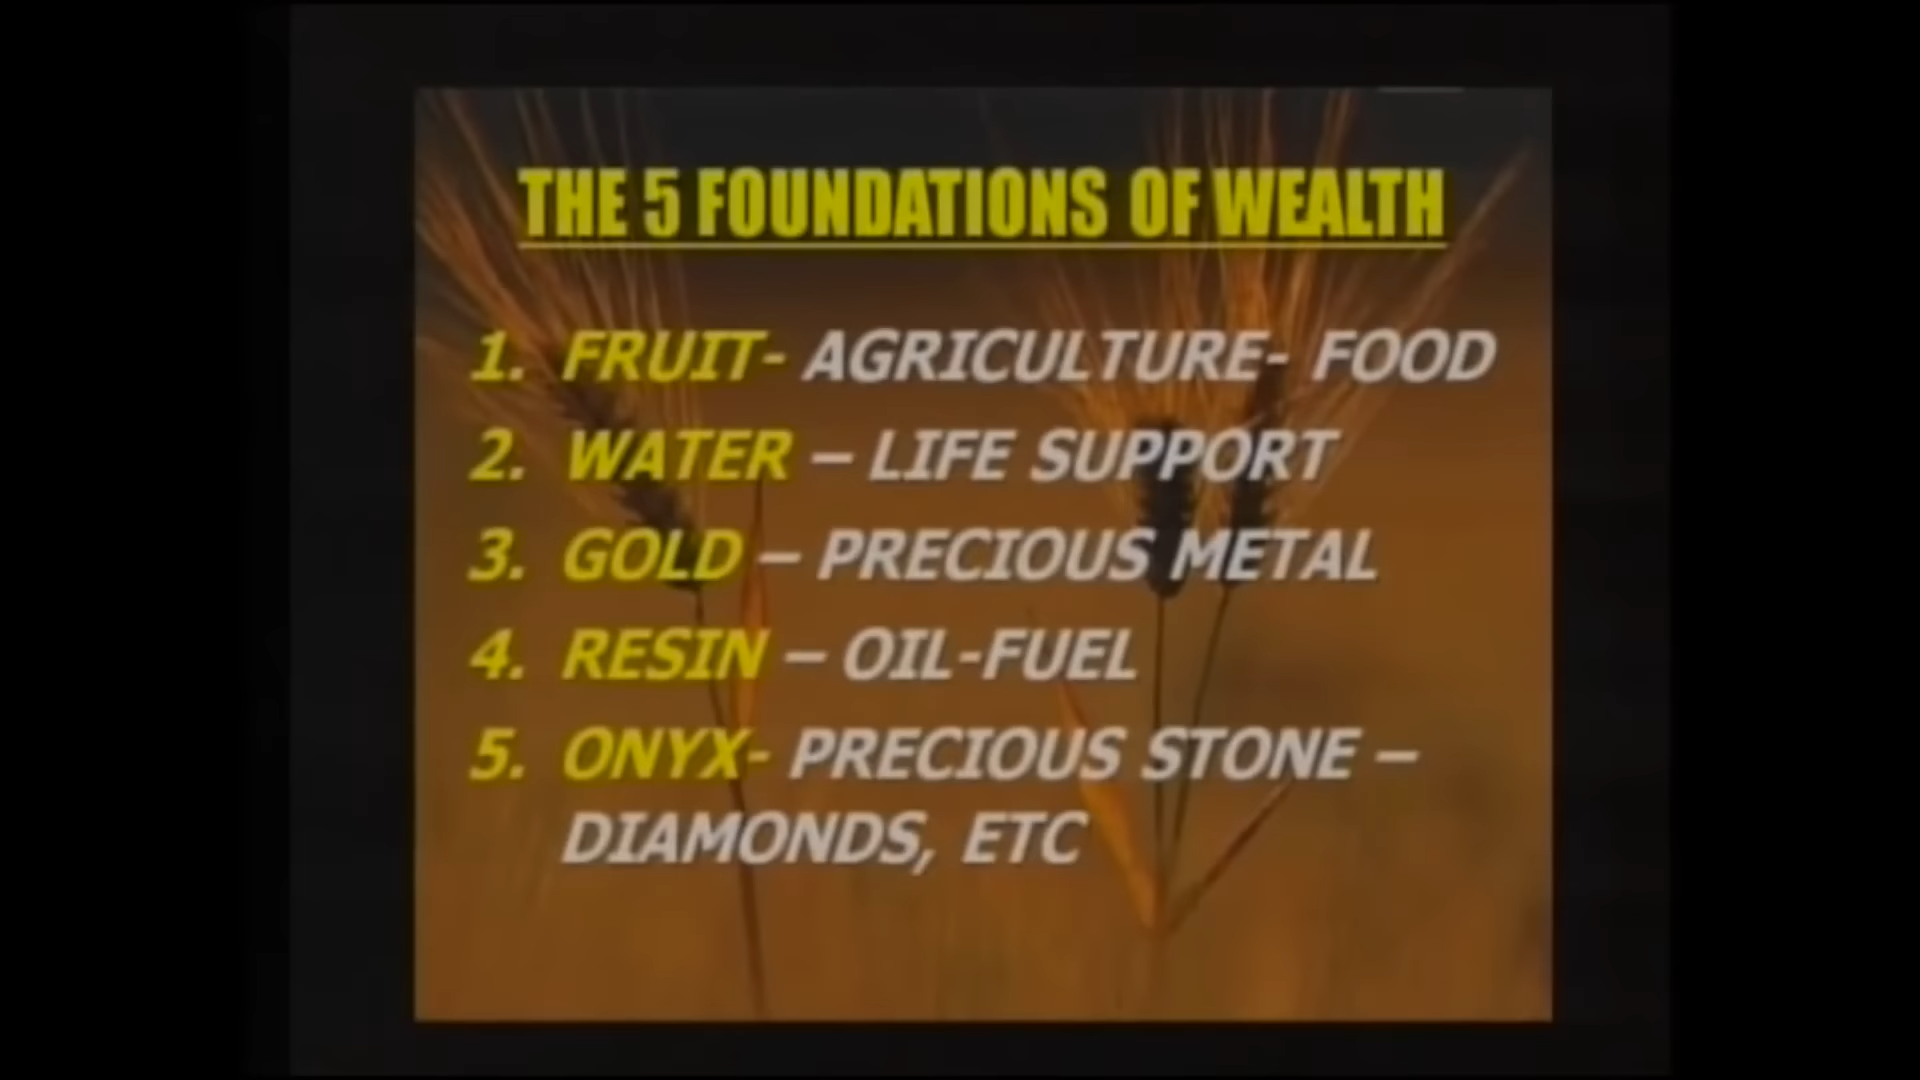 THE 5 FOUNDATIONS OF WEALTH
1. FRUIT- AGRICULTURE- FOOD
2. WATER – LIFE SUPPORT
3. GOLD – PRECIOUS METAL
4. RESIN – OIL-FUEL
5. ONYX- PRECIOUS STONE –
DIAMONDS, ETC